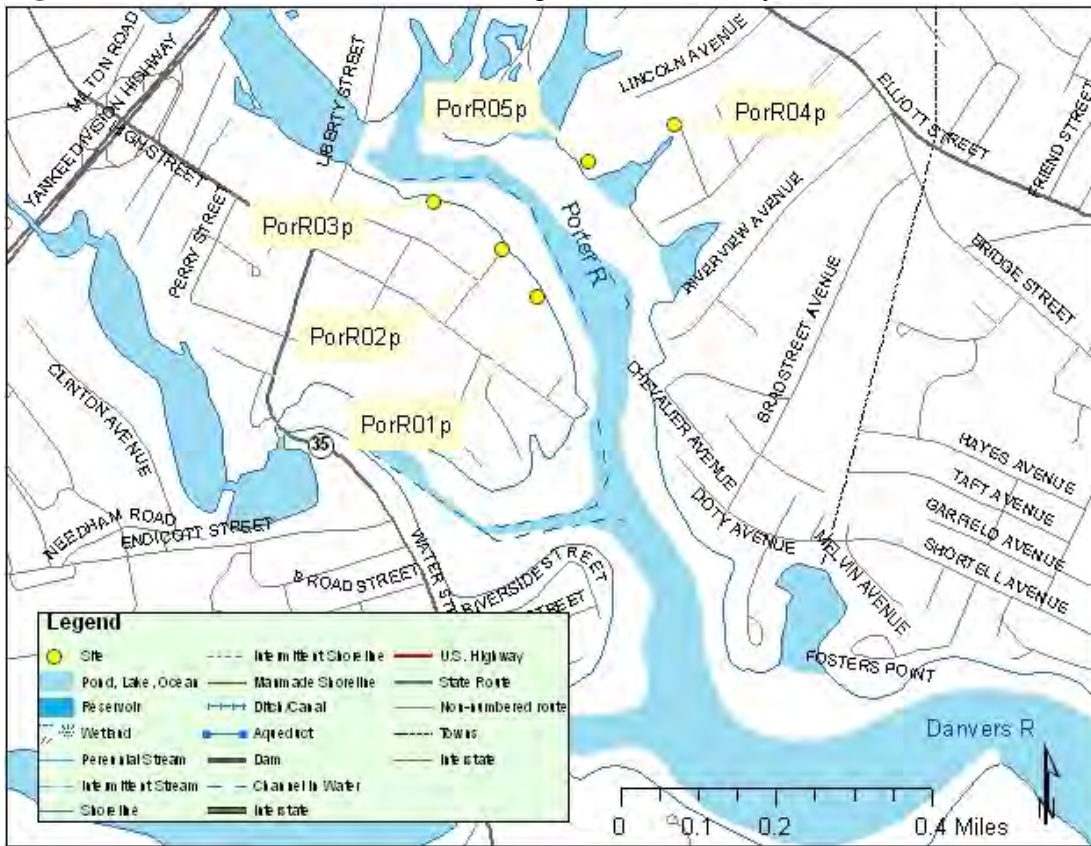 MILTON ROAD
YANKEE DIVISION HIGHWAY
HIGH STREET
LIBERTY STREET
PERRY STREET
LINCOLN AVENUE
ELLIOTT STREET
FRIEND STREET
PorR05p
PorR04p
PorR03p
PorR02p
PorR01p
Porter R
RIVERVIEW AVENUE
BRIDGE STREET
BRADSTREET AVENUE
CHEVALIER AVENUE
CLINTON AVENUE
35
NEEDHAM ROAD
ENDICOTT STREET
BROAD STREET
WATER ST
RIVERSIDE STREET
STREET
DOTY AVENUE
MELVIN AVENUE
HAYES AVENUE
TAFT AVENUE
GARFIELD AVENUE
SHORTELL AVENUE
FOSTERS POINT
Danvers R
N
0 0.1 0.2 0.4 Miles
Legend
Site
Pond, Lake, Ocean
Reservoir
Wetland
Perennial Stream
Intermittent Stream
Shoreline
Intermittent Shoreline
Manmade Shoreline
Ditch/Canal
Aqueduct
Dam
Channel in Water
Interstate
U.S. Highway
State Route
Non-numbered route
Towns
Interstate